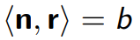 ⟨n, r⟩ = b